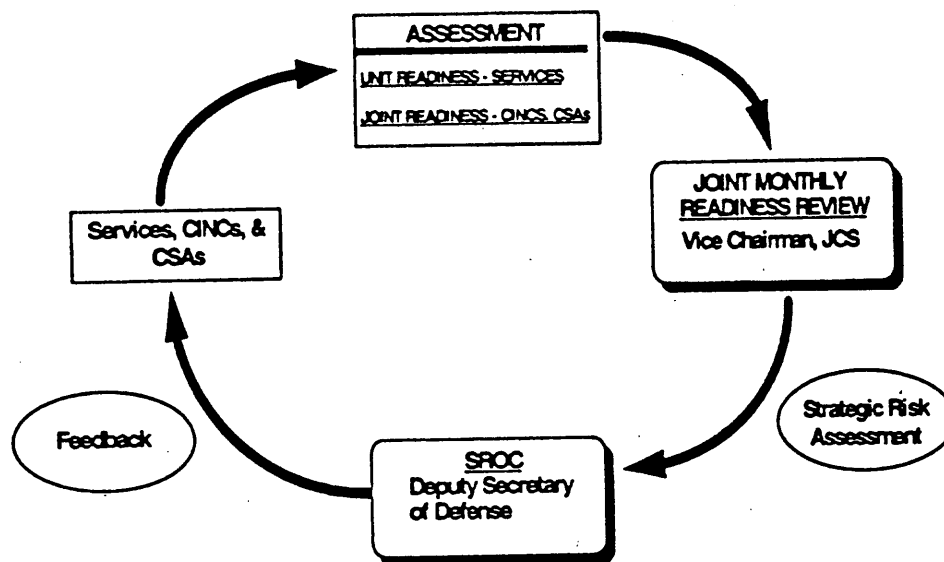 ASSESSMENT
UNIT READINESS - SERVICES
JOINT READINESS - CINCS, CSAs
JOINT MONTHLY
READINESS REVIEW
Vice Chairman, JCS
Services, CINCs, &
CSAs
Strategic Risk
Assessment
Feedback
SROC
Deputy Secretary
of Defense